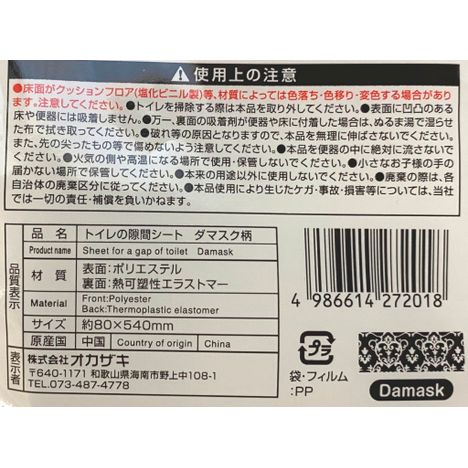 ⚠使用上の注意
●床面がクッションフロア(塩化ビニル製)等、材質によっては色落ち・色移り・変色する場合があり
ます。注意してください。●トイレを掃除する際は本品を取り外してください。●表面に凹凸のある
床や便器には吸着しません。●万一、裏面の吸着剤が便器や床に付着した場合は、ぬるま湯で湿らせ
た布で拭き取ってください。●破れ等の原因となりますので、本品を無理に伸ばさないでください。
また、先の尖ったもの等で傷めないよう注意してください。●本品を便器の中に絶対に流さないでく
ださい。●火気の側や高温になる場所で使用・保管しないでください。●小さなお子様の手の
届かない場所で保管してください。●本来の用途以外に使用しないでください。●廃棄の際は、各
自治体の廃棄区分に従ってください。●本品使用により生じたケガ・事故・損害等については、当社
では一切の責任・補償を負いかねます。
品質表示
品 名 トイレの隙間シート ダマスク柄
Product name Sheet for a gap of toilet Damask
材 質 表面:ポリエステル
裏面:熱可塑性エラストマー
Material Front:Polyester
Back:Thermoplastic elastomer
サイズ 約80×540mm
原産国 中国 Country of origin China
表示者
株式会社オカザキ
〒640-1171 和歌山県海南市野上中108-1
TEL.073-487-4778
4 986614 272018
プラ
袋・フィルム
:PP
Damask